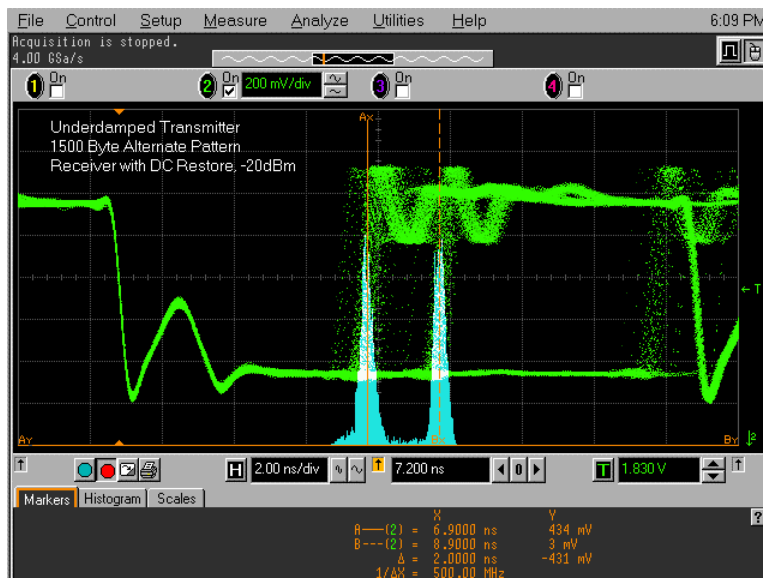 File Control Setup Measure Analyze Utilities Help 6:09 PM
Acquisition is stopped.
4.00 GSa/s
1 On 2 On 200 mV/div 3 On 4 On
Underdamped Transmitter
1500 Byte Alternate Pattern
Receiver with DC Restore, -20dBm
Ax
T
Ay Bx By 2
H 2.00 ns/div 7.200 ns 0 T 1.830 V
Markers Histogram Scales
?
X Y
A——(2) = 6.9000 ns 434 mV
B---(2) = 8.9000 ns 3 mV
Δ = 2.0000 ns -431 mV
1/ΔX = 500.00 MHz